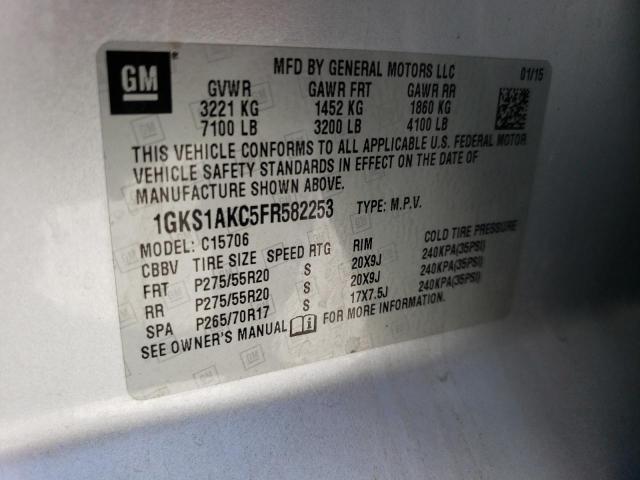 GM
MFD BY GENERAL MOTORS LLC 01/15
GVWR GAWR FRT GAWR RR
3221 KG 1452 KG 1860 KG
7100 LB 3200 LB 4100 LB
THIS VEHICLE CONFORMS TO ALL APPLICABLE U.S. FEDERAL MOTOR
VEHICLE SAFETY STANDARDS IN EFFECT ON THE DATE OF
MANUFACTURE SHOWN ABOVE.
1GKS1AKC5FR582253 TYPE: M.P.V.
MODEL: C15706
CBBV TIRE SIZE SPEED RTG RIM COLD TIRE PRESSURE
FRT P275/55R20 S 20X9J 240KPA(35PSI)
RR P275/55R20 S 20X9J 240KPA(35PSI)
SPA P265/70R17 S 17X7.5J 240KPA(35PSI)
SEE OWNER'S MANUAL FOR MORE INFORMATION.